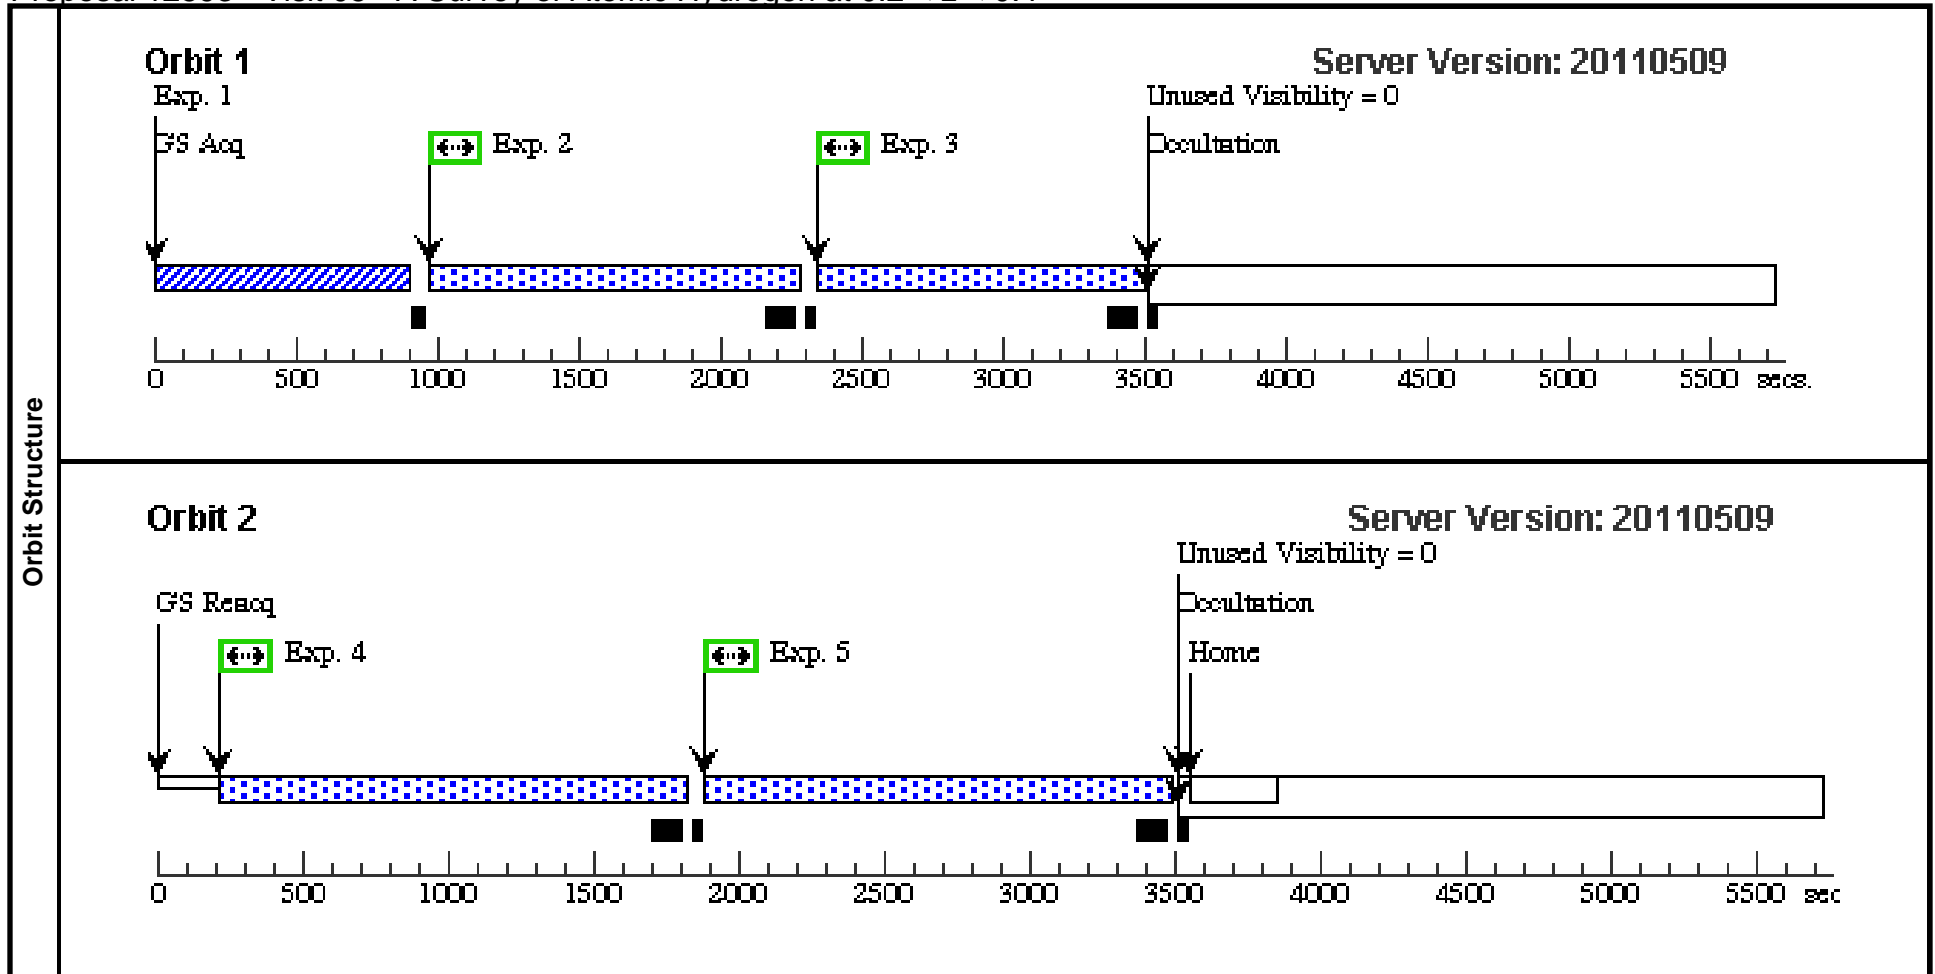 Orbit Structure
Orbit 1
Server Version: 20110509
Exp. 1
Unused Visibility = 0
GS Acq
Exp. 2
Exp. 3
Occultation
0 500 1000 1500 2000 2500 3000 3500 4000 4500 5000 5500 secs.
Orbit 2
Server Version: 20110509
Unused Visibility = 0
GS Reacq
Occultation
Exp. 4
Exp. 5
Home
0 500 1000 1500 2000 2500 3000 3500 4000 4500 5000 5500 sec